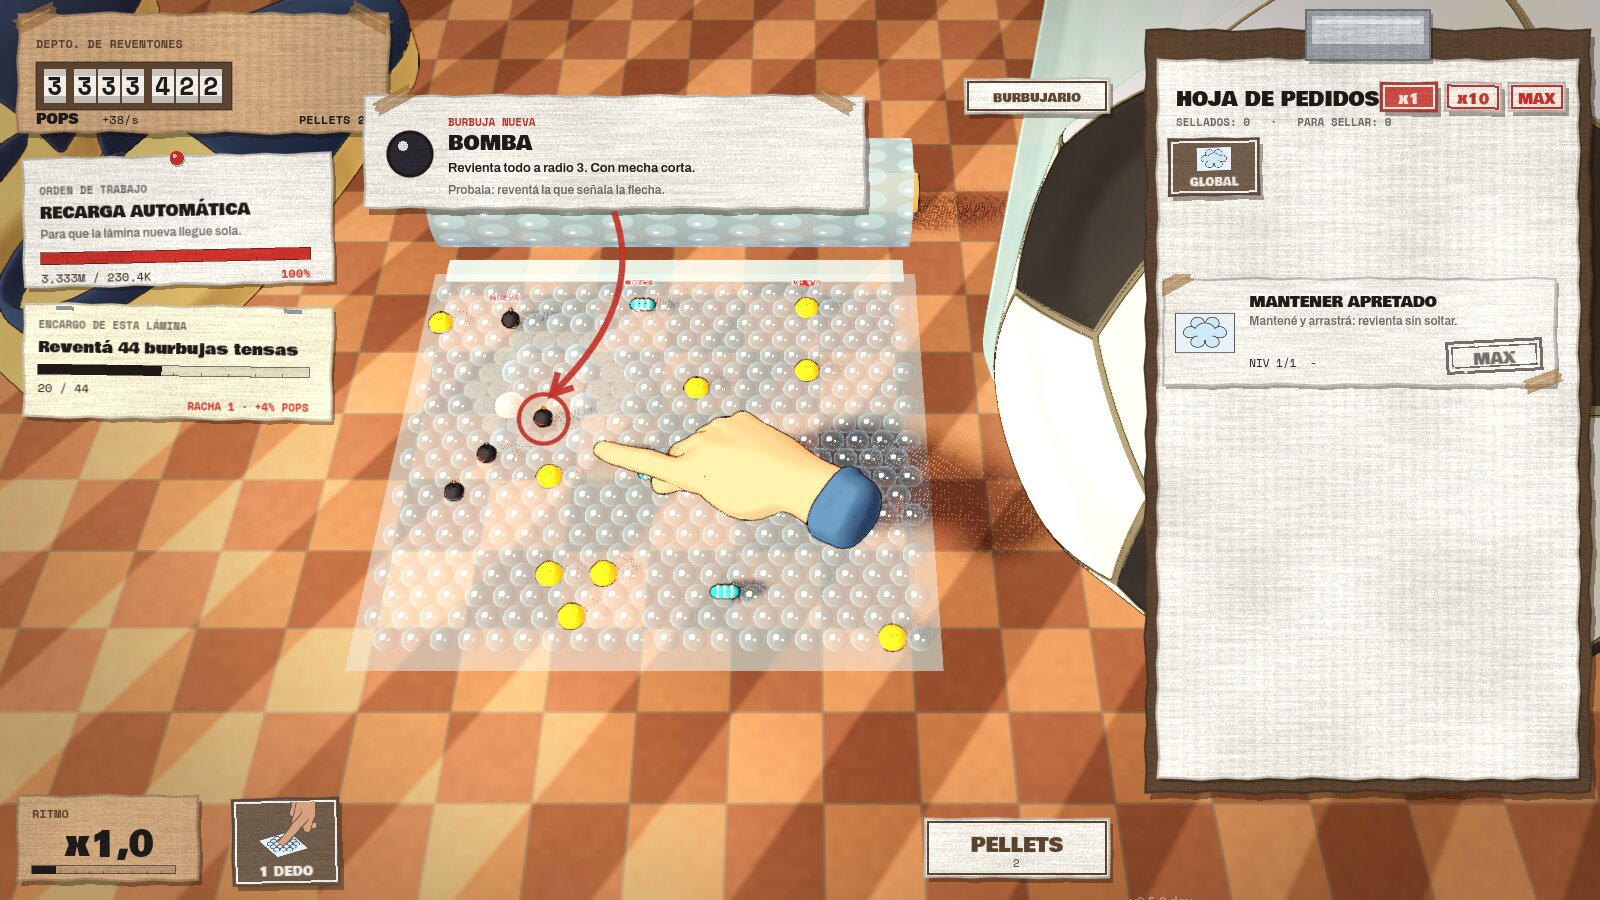 DEPTO. DE REVENTONES
3 333 422
POPS +38/s PELLETS 2
ORDEN DE TRABAJO
RECARGA AUTOMÁTICA
Para que la lámina nueva llegue sola.
3,333M / 230.4K 100%
ENCARGO DE ESTA LÁMINA
Reventá 44 burbujas tensas
20 / 44
RACHA 1 · +4% POPS
BURBUJA NUEVA
BOMBA
Revienta todo a radio 3. Con mecha corta.
Probala: reventá la que señala la flecha.
BURBUJARIO
HOJA DE PEDIDOS x1 x10 MAX
SELLADOS: 0 · PARA SELLAR: 0
GLOBAL
MANTENER APRETADO
Mantené y arrastrá: revienta sin soltar.
NIV 1/1 -
MAX
RITMO
x1,0
1 DEDO
PELLETS
2